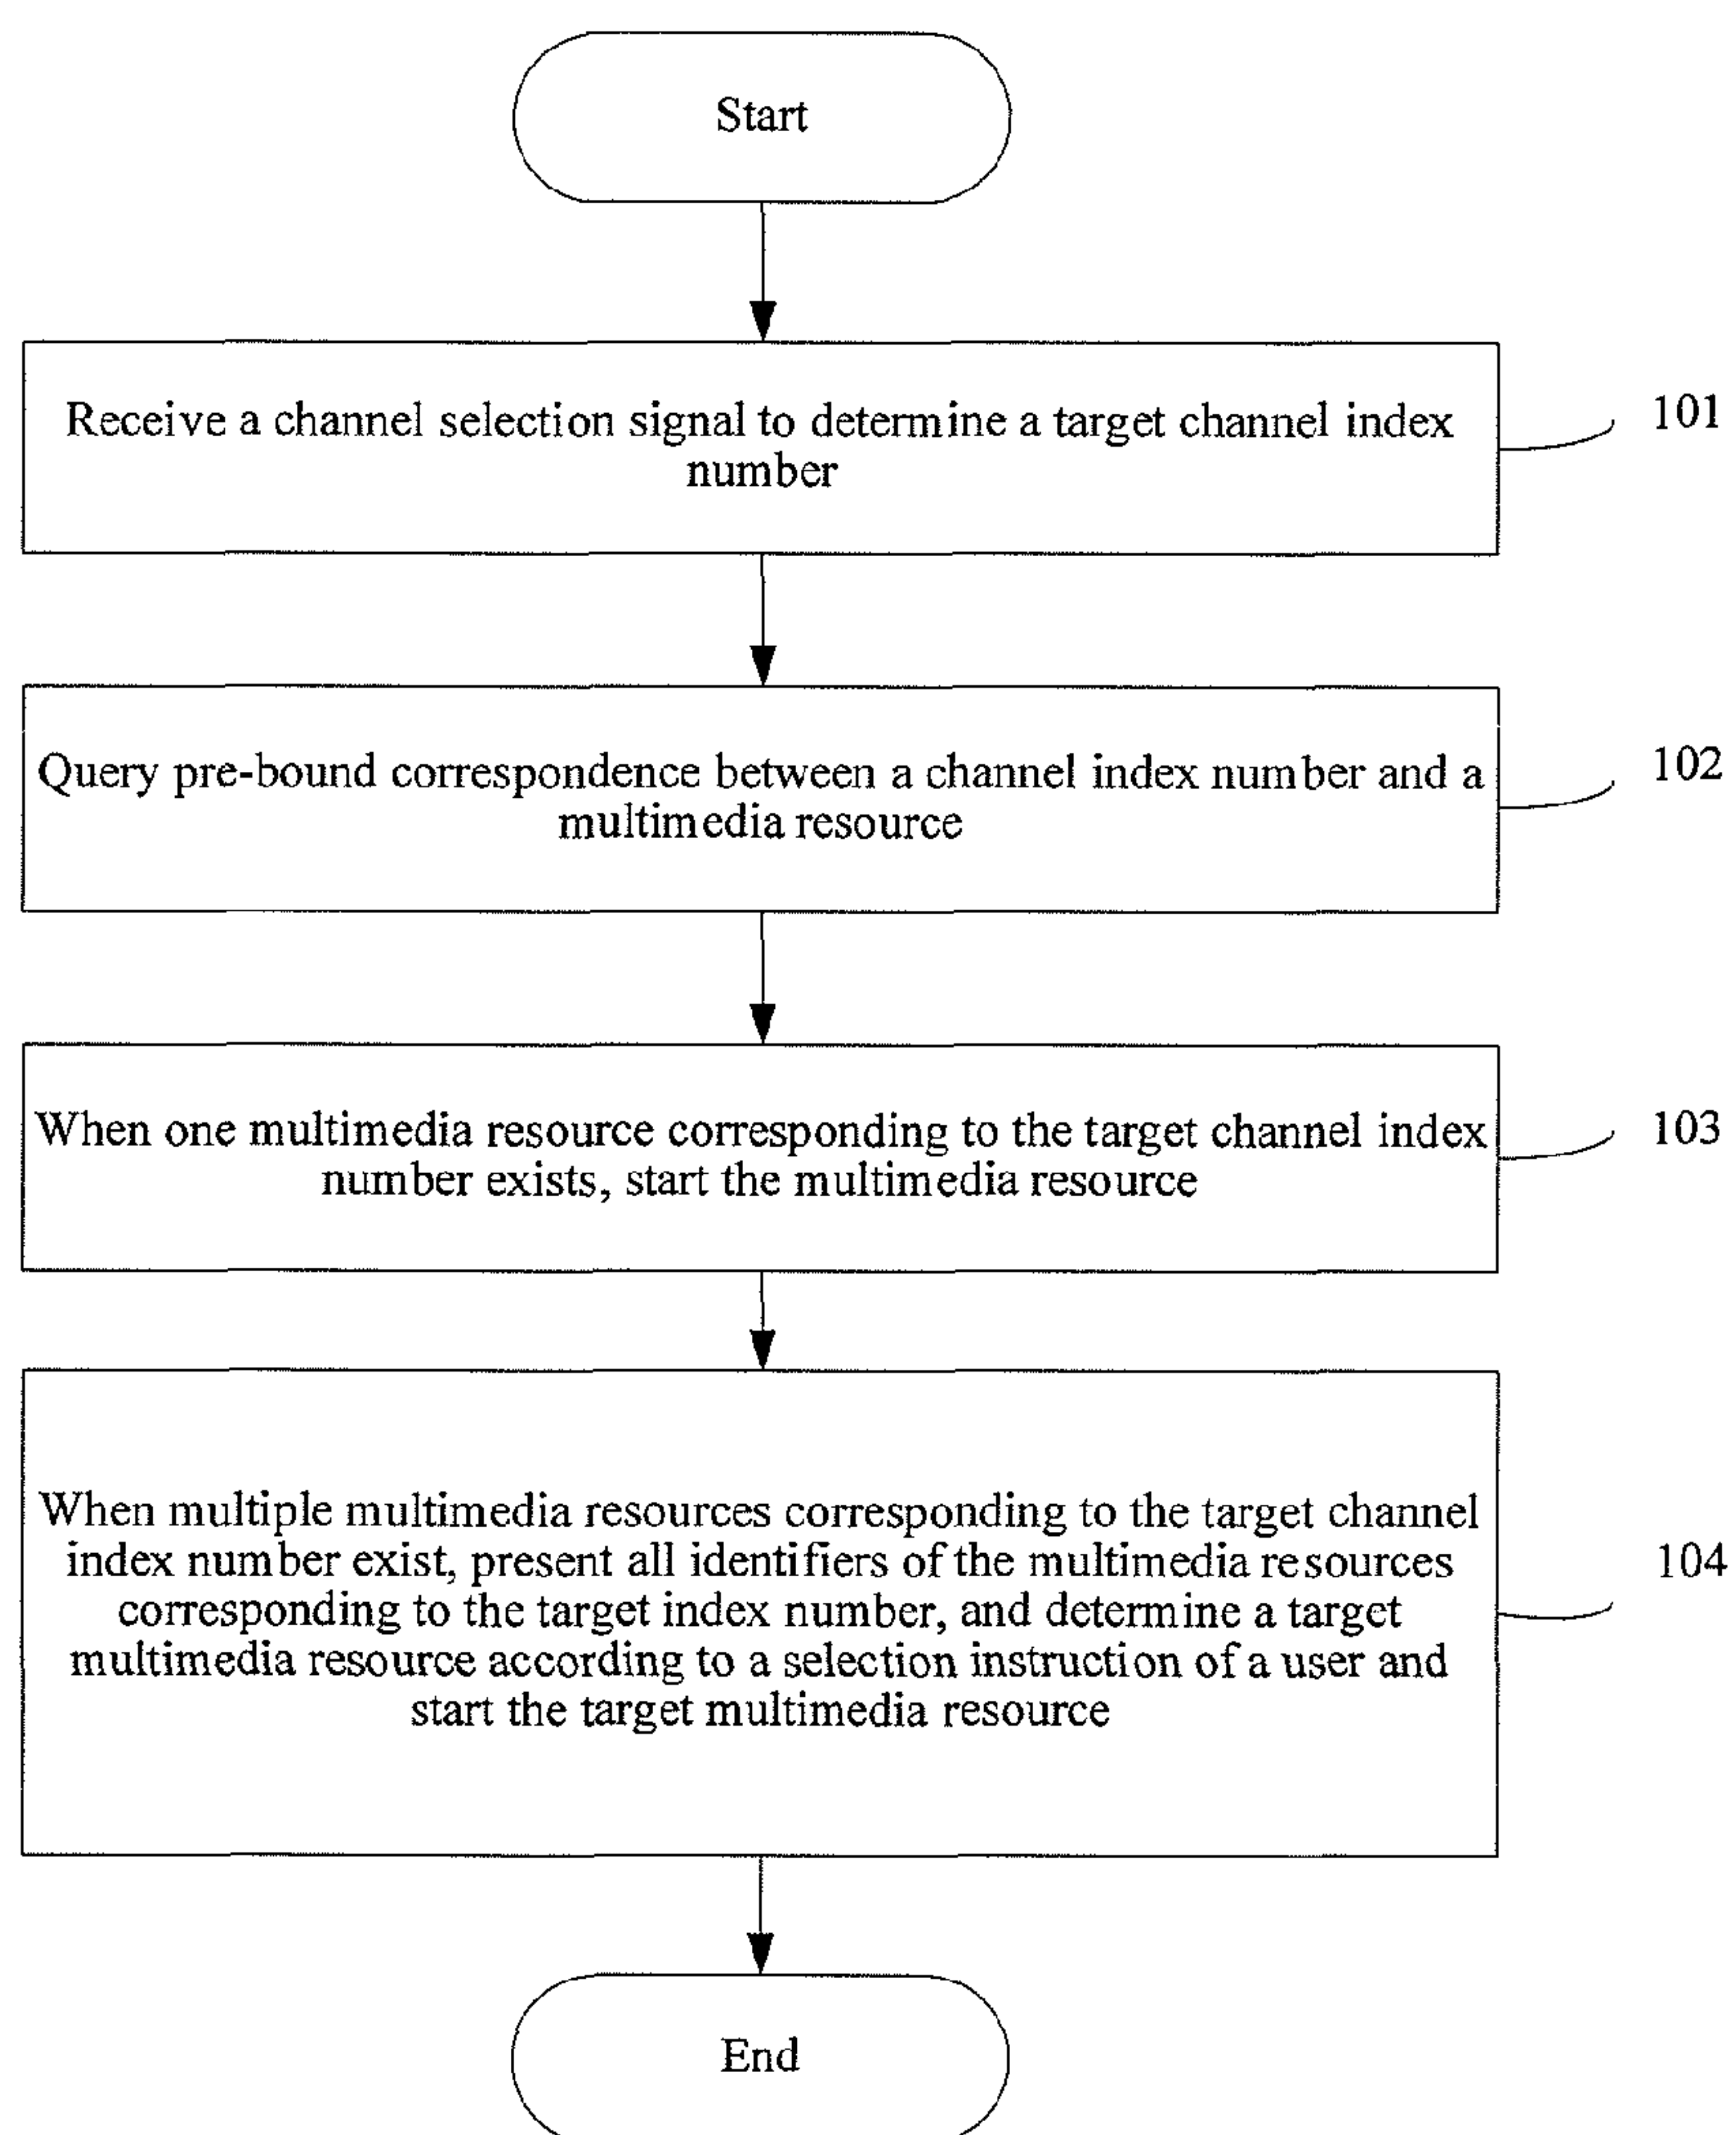 Start
Receive a channel selection signal to determine a target channel index
number
101
Query pre-bound correspondence between a channel index number and a
multimedia resource
102
When one multimedia resource corresponding to the target channel index
number exists, start the multimedia resource
103
When multiple multimedia resources corresponding to the target channel
index number exist, present all identifiers of the multimedia resources
corresponding to the target index number, and determine a target
multimedia resource according to a selection instruction of a user and
start the target multimedia resource
104
End